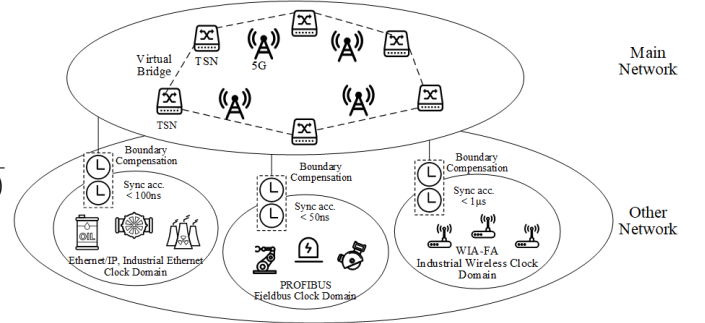 Virtual
Bridge
TSN
5G
TSN
Main
Network
Boundary
Compensation
Sync acc.
< 100ns
OIL
Ethernet/IP, Industrial Ethernet
Clock Domain
Boundary
Compensation
Sync acc.
< 50ns
PROFIBUS
Fieldbus Clock Domain
Boundary
Compensation
Sync acc.
< 1μs
WIA-FA
Industrial Wireless Clock
Domain
Other
Network